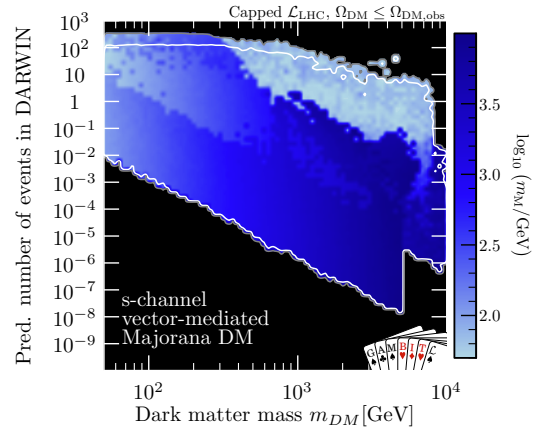 Capped ℒ_LHC, Ω_DM ≤ Ω_DM,obs
Pred. number of events in DARWIN
10^3
10^2
10
1
10^−1
10^−2
10^−3
10^−4
10^−5
10^−6
10^−7
10^−8
10^−9
s-channel
vector-mediated
Majorana DM
GAMBIT
10^2
10^3
10^4
Dark matter mass m_DM [GeV]
3.5
3.0
2.5
2.0
log_10 (m_M/GeV)